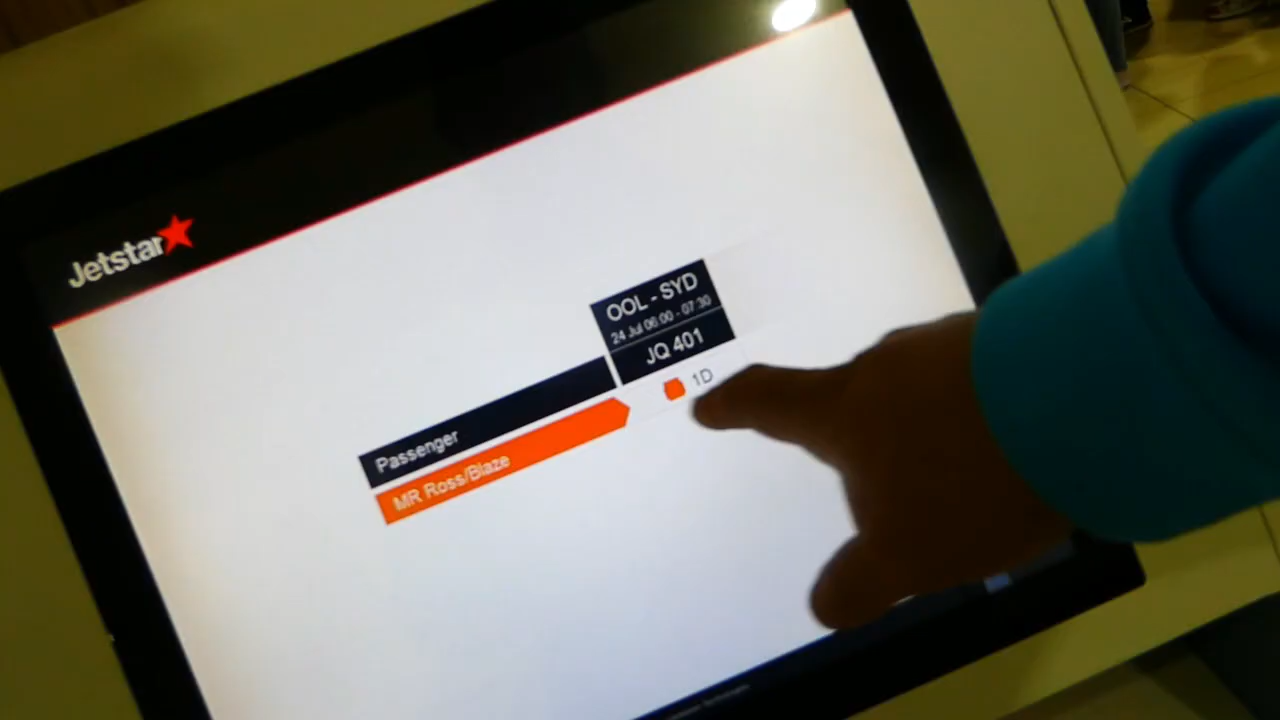 Jetstar
OOL - SYD
24 Jul 06:00 - 07:30
JQ 401
Passenger
1D
MR Ross/Blaze